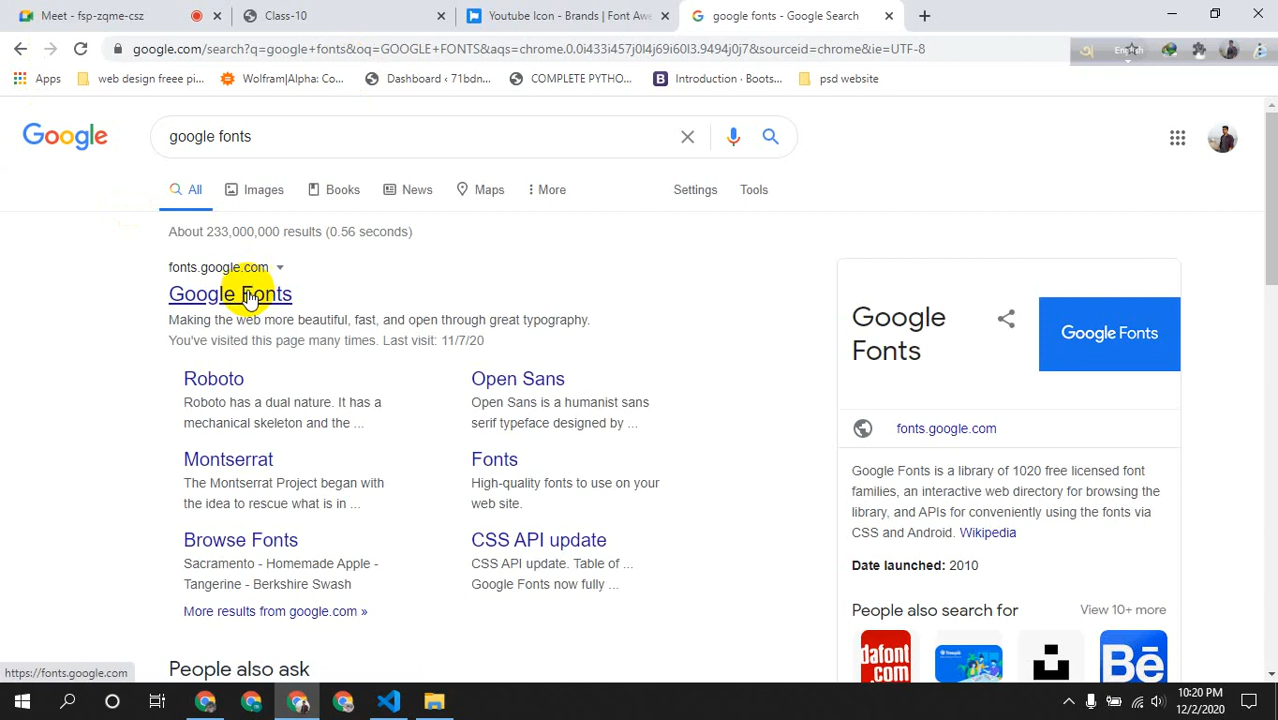 Meet - fsp-zqme-csz
Class-10
Youtube Icon - Brands | Font Awe
google fonts - Google Search
google.com/search?q=google+fonts&oq=GOOGLE+FONTS&aqs=chrome.0.0i433i457j0l4j69i60l3.9494j0j7&sourceid=chrome&ie=UTF-8
English
Apps
web design freee pi...
Wolfram|Alpha: Co...
Dashboard ‹ 71bdn...
COMPLETE PYTHO...
Introduction · Boots...
psd website
Google
google fonts
All
Images
Books
News
Maps
More
Settings
Tools
About 233,000,000 results (0.56 seconds)
fonts.google.com
Google Fonts
Making the web more beautiful, fast, and open through great typography.
You've visited this page many times. Last visit: 11/7/20
Roboto
Roboto has a dual nature. It has a
mechanical skeleton and the ...
Open Sans
Open Sans is a humanist sans
serif typeface designed by ...
Montserrat
The Montserrat Project began with
the idea to rescue what is in ...
Fonts
High-quality fonts to use on your
web site.
Browse Fonts
Sacramento - Homemade Apple -
Tangerine - Berkshire Swash
CSS API update
CSS API update. Table of ...
Google Fonts now fully ...
More results from google.com »
People also ask
Google
Fonts
Google Fonts
fonts.google.com
Google Fonts is a library of 1020 free licensed font
families, an interactive web directory for browsing the
library, and APIs for conveniently using the fonts via
CSS and Android. Wikipedia
Date launched: 2010
People also search for
View 10+ more
dafont
.com
Bē
https://fonts.google.com
10:20 PM
12/2/2020